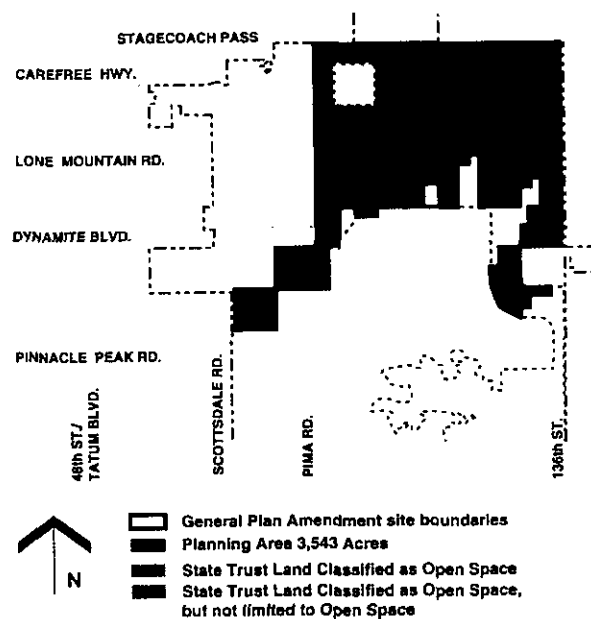 STAGECOACH PASS
CAREFREE HWY.
LONE MOUNTAIN RD.
DYNAMITE BLVD.
PINNACLE PEAK RD.
48th ST./
TATUM BLVD.
SCOTTSDALE RD.
PIMA RD.
136th ST.
N
General Plan Amendment site boundaries
Planning Area 3,543 Acres
State Trust Land Classified as Open Space
State Trust Land Classified as Open Space,
but not limited to Open Space